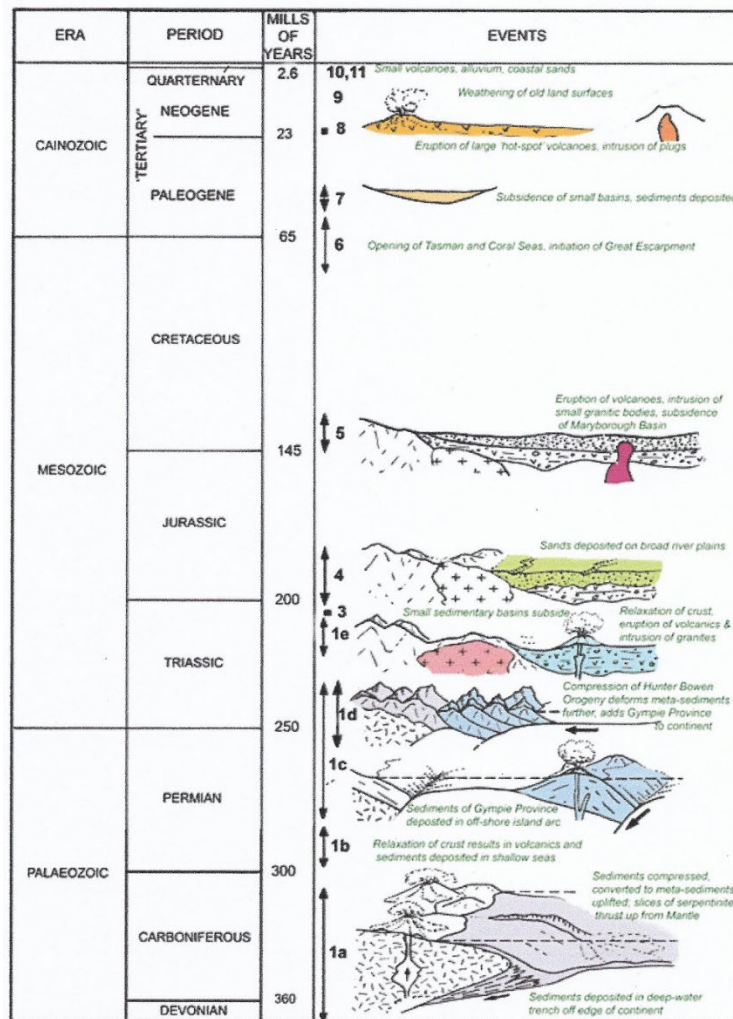 ERA
PERIOD
MILLS
OF
YEARS
EVENTS
CAINOZOIC
'TERTIARY'
QUARTERNARY
2.6
10,11
Small volcanoes, alluvium, coastal sands
NEOGENE
9
Weathering of old land surfaces
23
8
Eruption of large 'hot-spot' volcanoes, intrusion of plugs
PALEOGENE
7
Subsidence of small basins, sediments deposited
65
6
Opening of Tasman and Coral Seas, initiation of Great Escarpment
MESOZOIC
CRETACEOUS
5
Eruption of volcanoes, intrusion of
small granitic bodies, subsidence
of Maryborough Basin
145
JURASSIC
4
Sands deposited on broad river plains
200
3
Small sedimentary basins subside
TRIASSIC
1e
Relaxation of crust,
eruption of volcanics &
intrusion of granites
1d
Compression of Hunter Bowen
Orogeny deforms meta-sediments
further, adds Gympie Province
to continent
250
PALAEOZOIC
PERMIAN
1c
Sediments of Gympie Province
deposited in off-shore island arc
1b
Relaxation of crust results in volcanics and
sediments deposited in shallow seas
300
CARBONIFEROUS
1a
Sediments compressed,
converted to meta-sediments
uplifted; slices of serpentinite
thrust up from Mantle
360
DEVONIAN
Sediments deposited in deep-water
trench off edge of continent